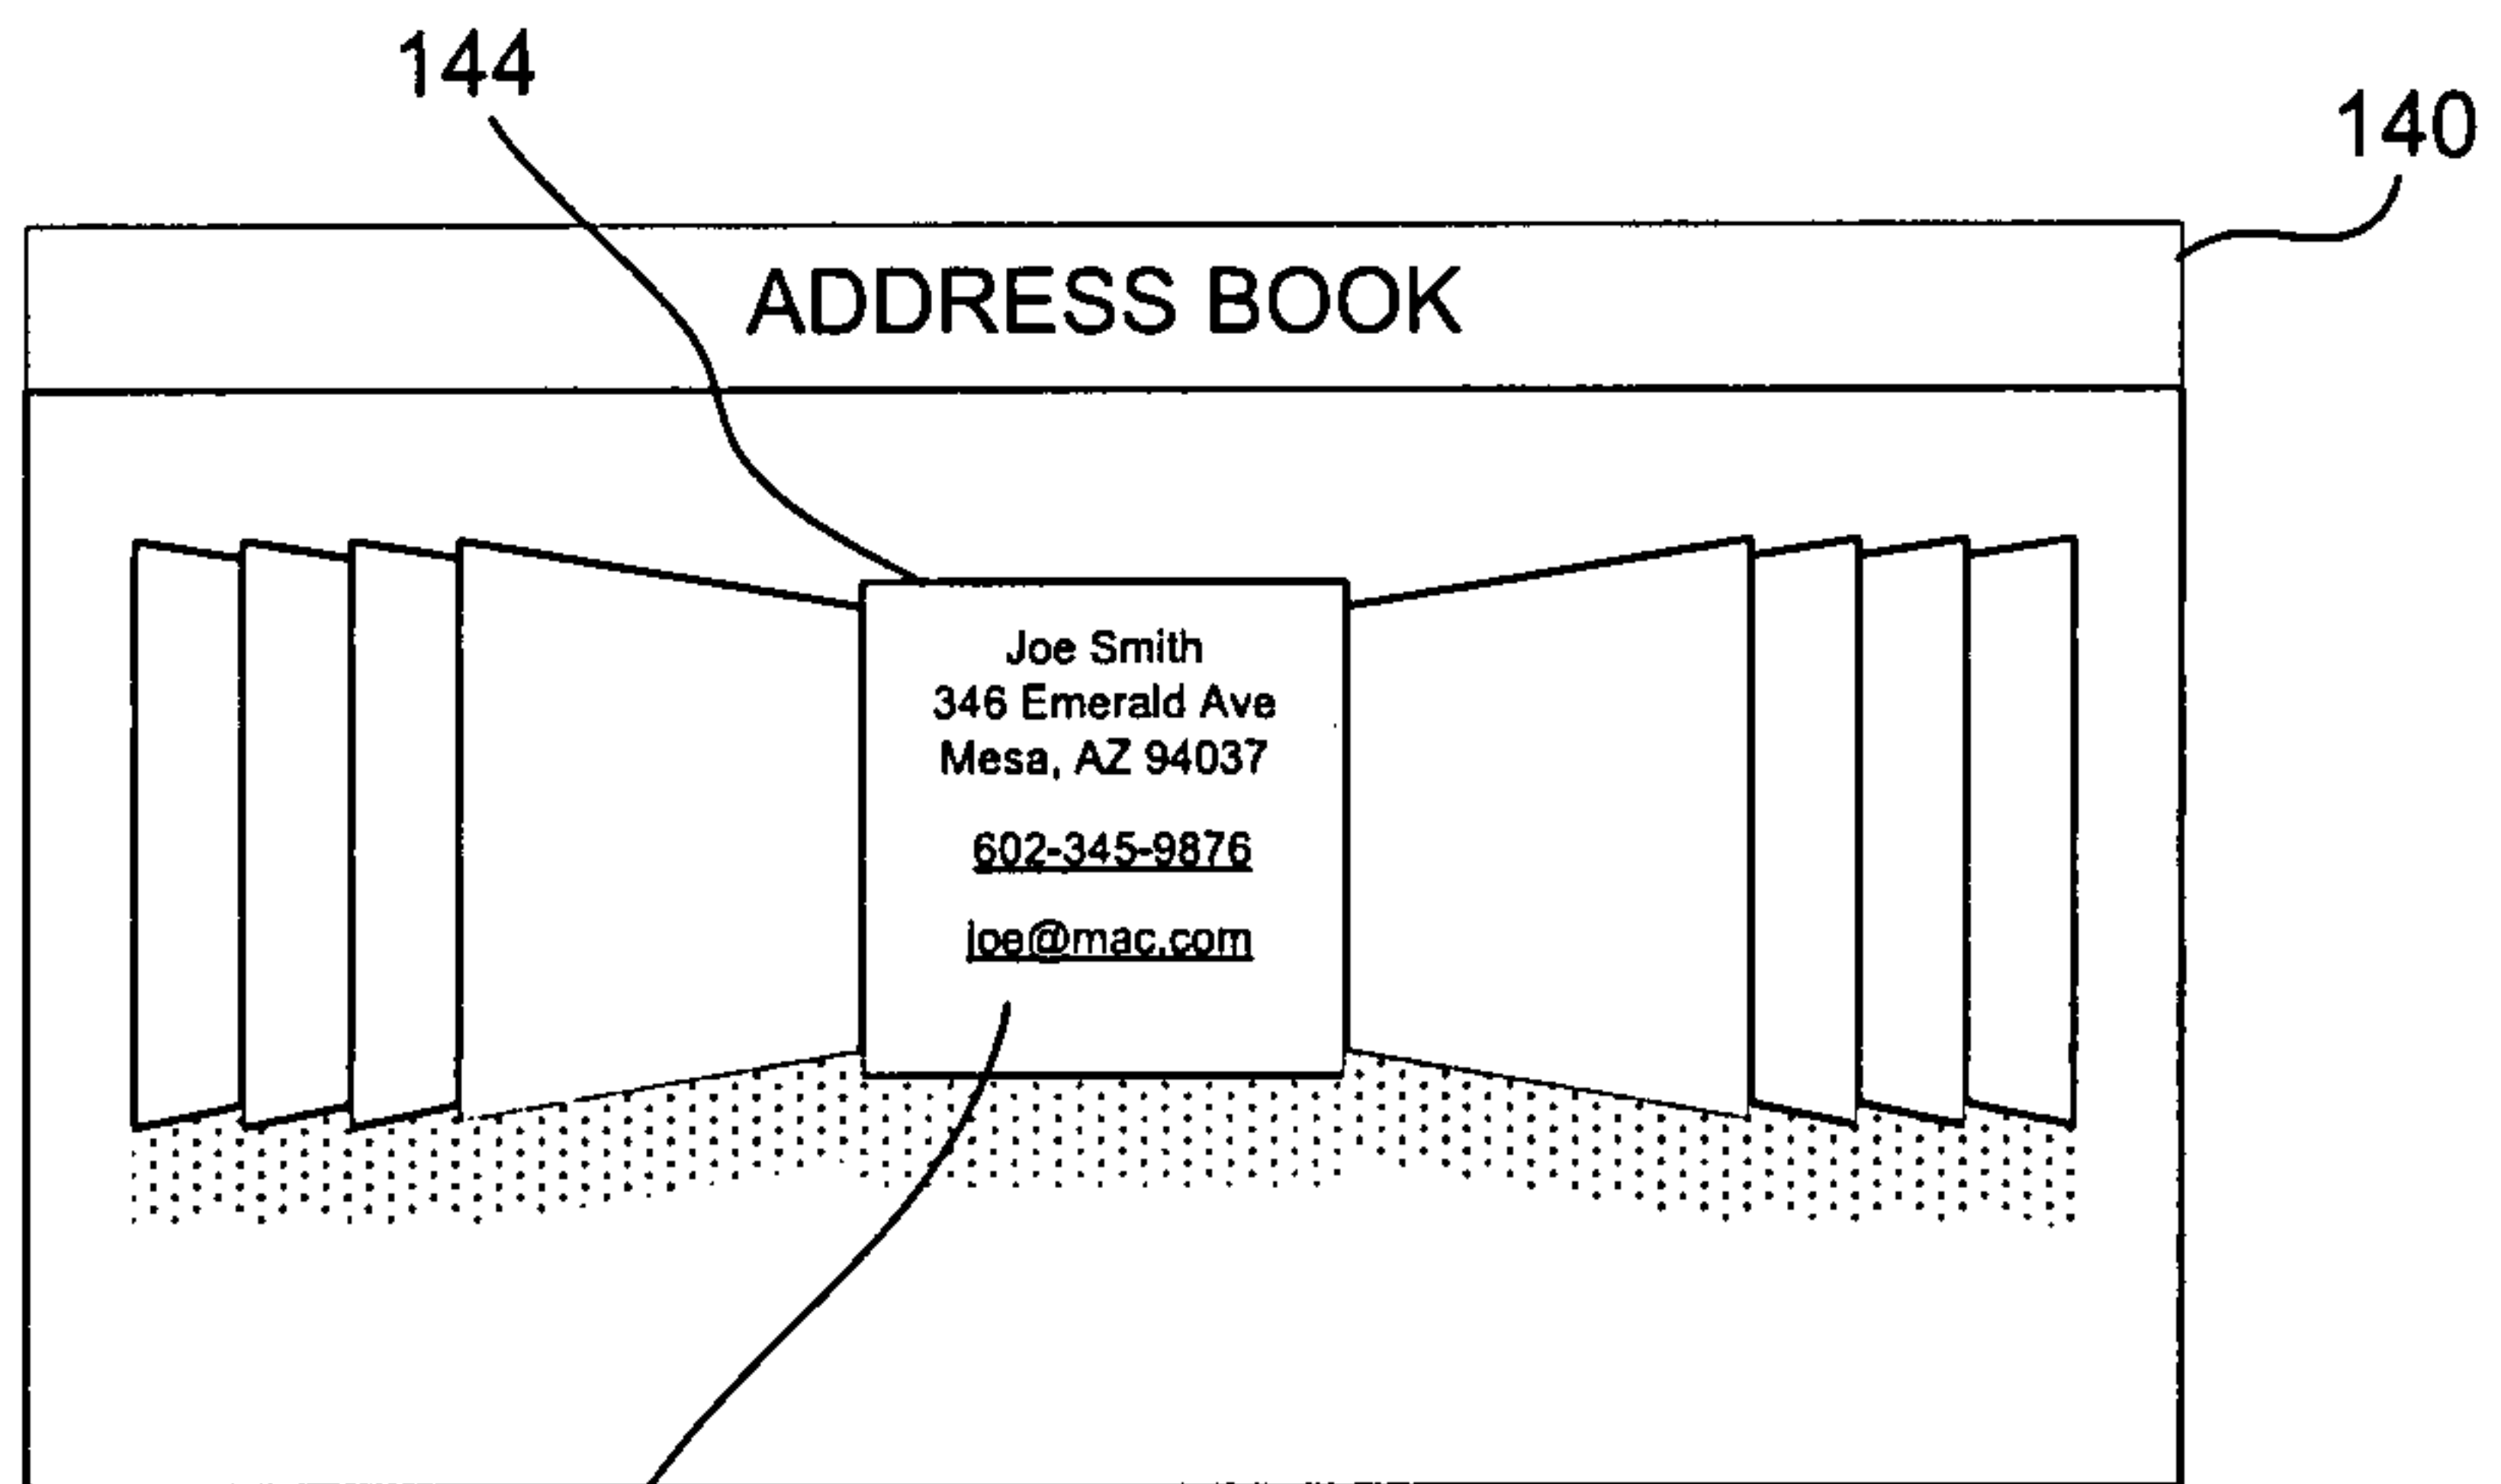 144
140
ADDRESS BOOK
Joe Smith
346 Emerald Ave
Mesa, AZ 94037
602-345-9876
joe@mac.com